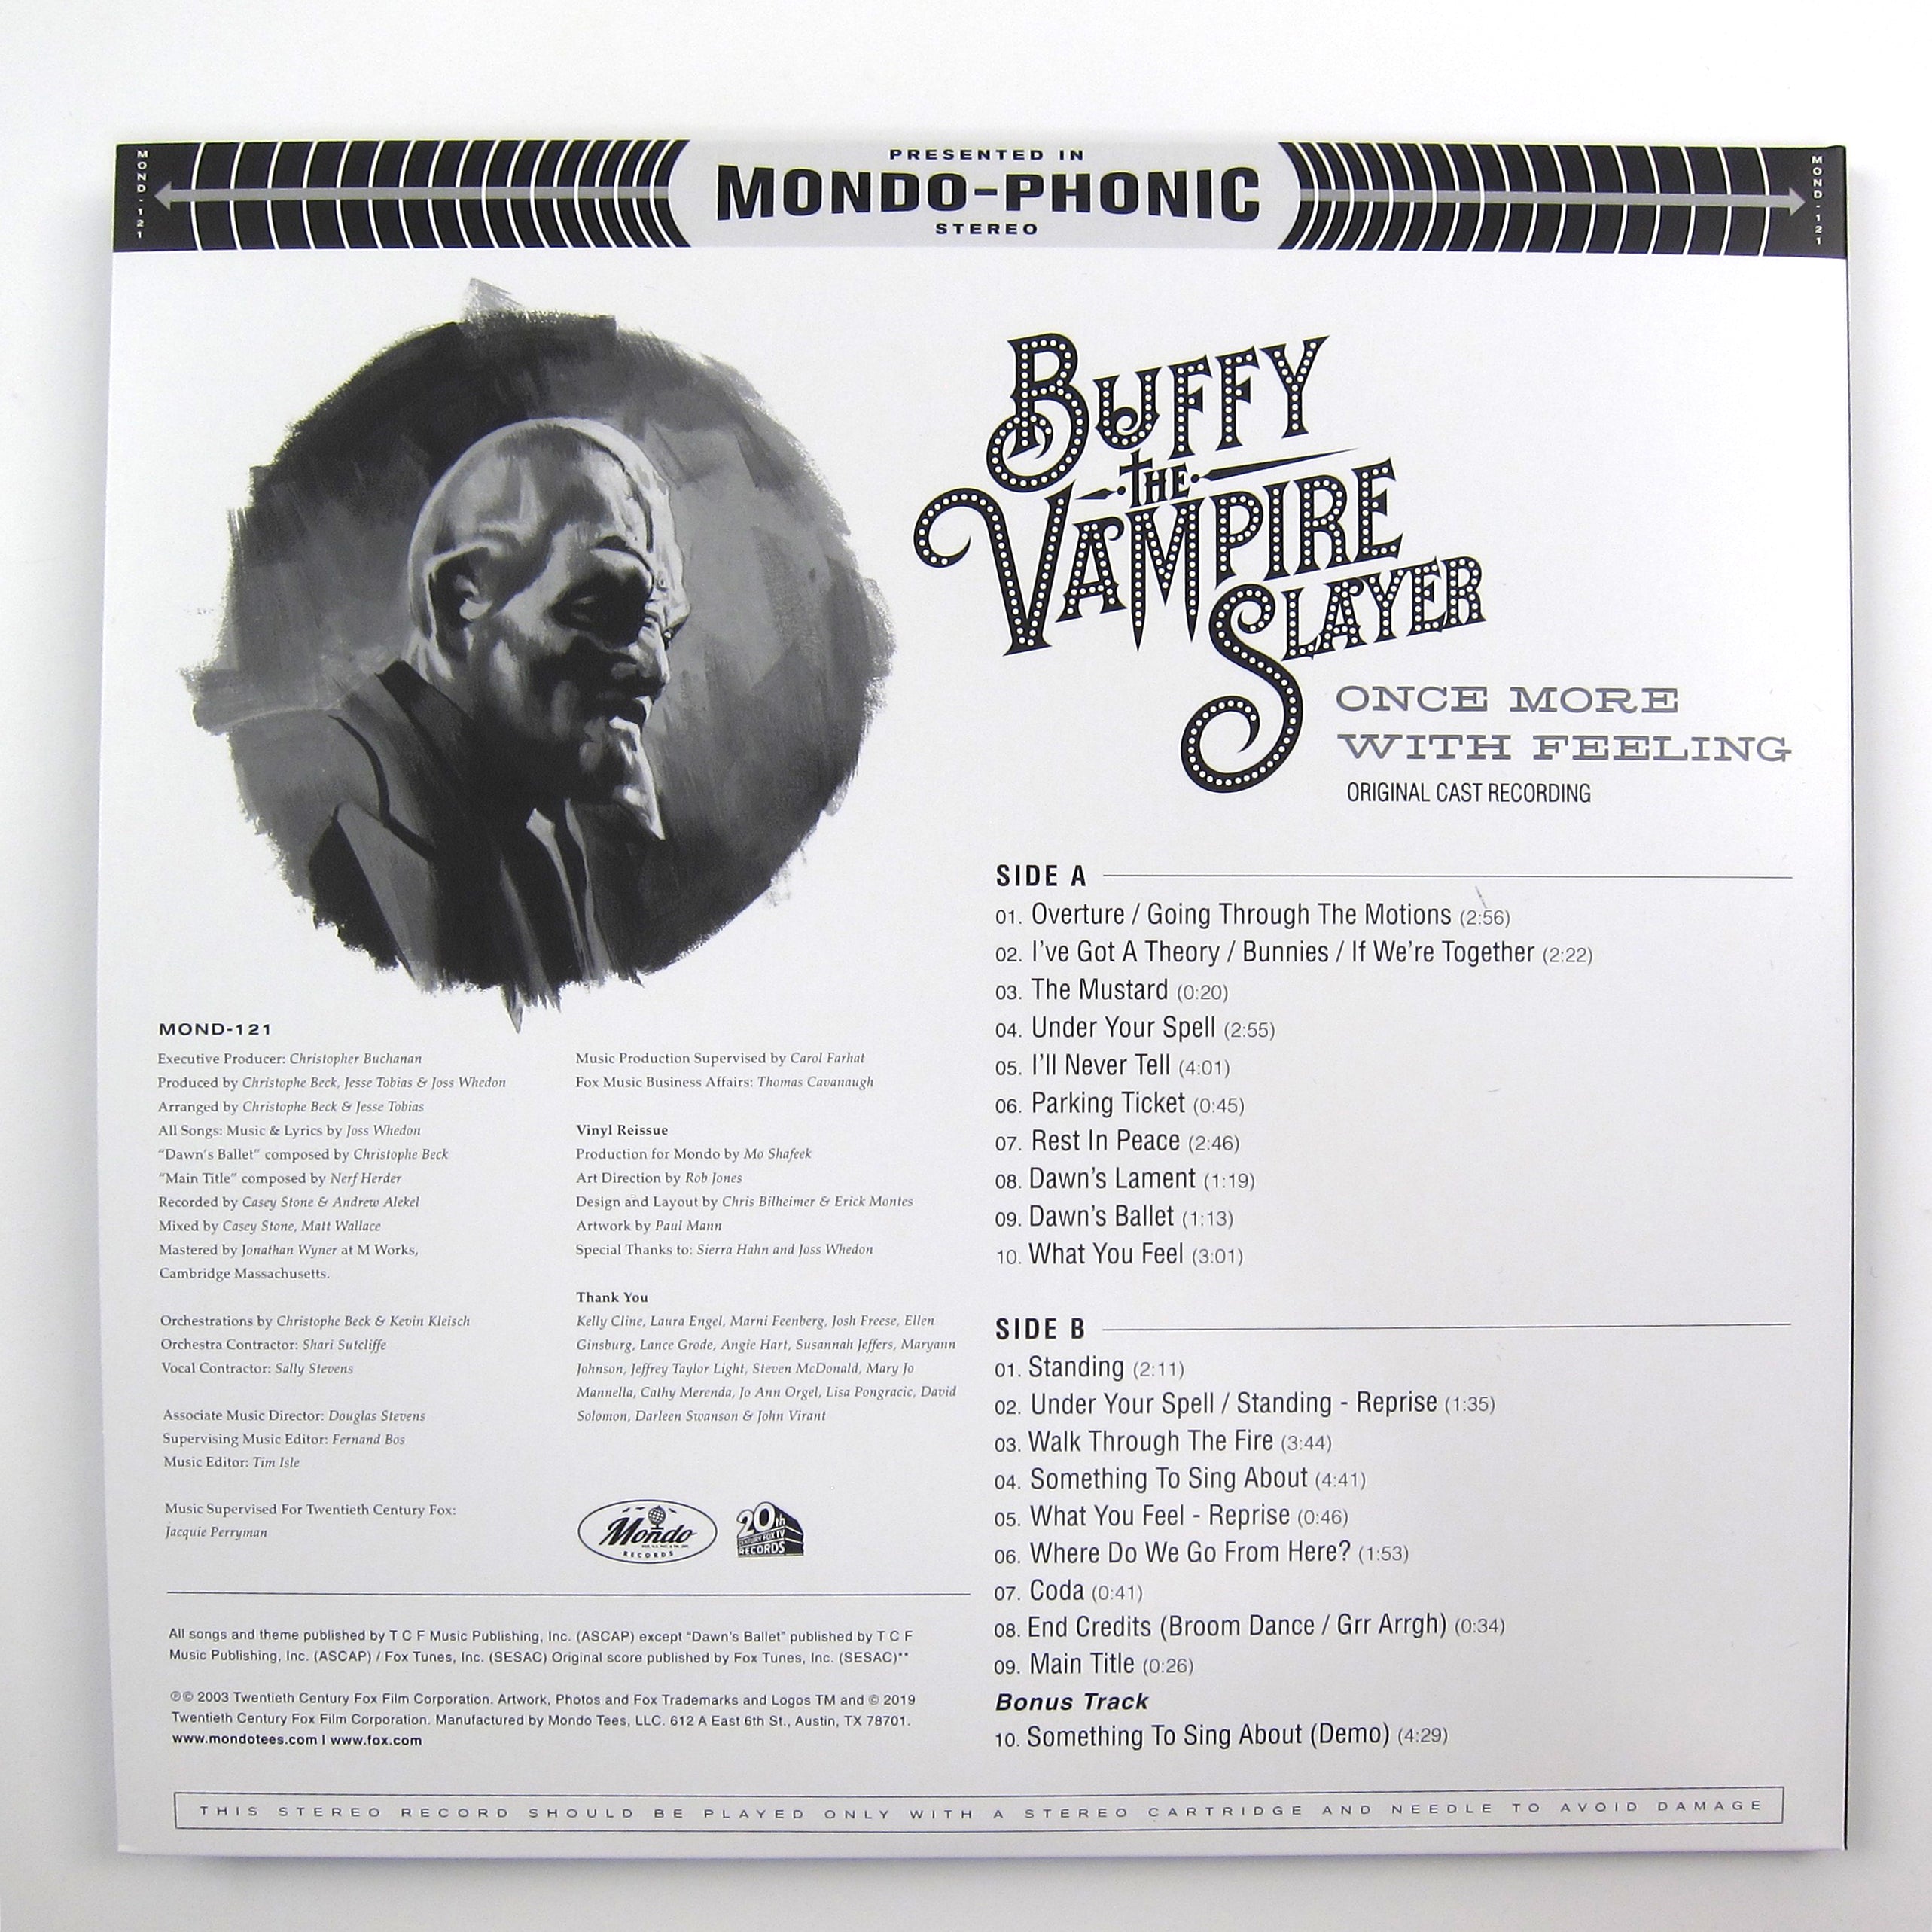 MOND-121
PRESENTED IN
MONDO-PHONIC
STEREO
MOND-121
BUFFY
THE
VAMPIRE
SLAYER
ONCE MORE
WITH FEELING
ORIGINAL CAST RECORDING
SIDE A
01. Overture / Going Through The Motions (2:56)
02. I've Got A Theory / Bunnies / If We're Together (2:22)
03. The Mustard (0:20)
04. Under Your Spell (2:55)
05. I'll Never Tell (4:01)
06. Parking Ticket (0:45)
07. Rest In Peace (2:46)
08. Dawn's Lament (1:19)
09. Dawn's Ballet (1:13)
10. What You Feel (3:01)
SIDE B
01. Standing (2:11)
02. Under Your Spell / Standing - Reprise (1:35)
03. Walk Through The Fire (3:44)
04. Something To Sing About (4:41)
05. What You Feel - Reprise (0:46)
06. Where Do We Go From Here? (1:53)
07. Coda (0:41)
08. End Credits (Broom Dance / Grr Arrgh) (0:34)
09. Main Title (0:26)
Bonus Track
10. Something To Sing About (Demo) (4:29)
MOND-121
Executive Producer: Christopher Buchanan
Produced by Christophe Beck, Jesse Tobias & Joss Whedon
Arranged by Christophe Beck & Jesse Tobias
All Songs: Music & Lyrics by Joss Whedon
"Dawn's Ballet" composed by Christophe Beck
"Main Title" composed by Nerf Herder
Recorded by Casey Stone & Andrew Alekel
Mixed by Casey Stone, Matt Wallace
Mastered by Jonathan Wyner at M Works,
Cambridge Massachusetts.
Orchestrations by Christophe Beck & Kevin Kleisch
Orchestra Contractor: Shari Sutcliffe
Vocal Contractor: Sally Stevens
Associate Music Director: Douglas Stevens
Supervising Music Editor: Fernand Bos
Music Editor: Tim Isle
Music Supervised For Twentieth Century Fox:
Jacquie Perryman
Music Production Supervised by Carol Farhat
Fox Music Business Affairs: Thomas Cavanaugh
Vinyl Reissue
Production for Mondo by Mo Shafeek
Art Direction by Rob Jones
Design and Layout by Chris Bilheimer & Erick Montes
Artwork by Paul Mann
Special Thanks to: Sierra Hahn and Joss Whedon
Thank You
Kelly Cline, Laura Engel, Marni Feenberg, Josh Freese, Ellen
Ginsburg, Lance Grode, Angie Hart, Susannah Jeffers, Maryann
Johnson, Jeffrey Taylor Light, Steven McDonald, Mary Jo
Mannella, Cathy Merenda, Jo Ann Orgel, Lisa Pongracic, David
Solomon, Darleen Swanson & John Virant
Mondo
RECORDS
20th
CENTURY FOX TV
RECORDS
All songs and theme published by T C F Music Publishing, Inc. (ASCAP) except "Dawn's Ballet" published by T C F
Music Publishing, Inc. (ASCAP) / Fox Tunes, Inc. (SESAC) Original score published by Fox Tunes, Inc. (SESAC)**
℗© 2003 Twentieth Century Fox Film Corporation. Artwork, Photos and Fox Trademarks and Logos TM and © 2019
Twentieth Century Fox Film Corporation. Manufactured by Mondo Tees, LLC. 612 A East 6th St., Austin, TX 78701.
www.mondotees.com | www.fox.com
THIS STEREO RECORD SHOULD BE PLAYED ONLY WITH A STEREO CARTRIDGE AND NEEDLE TO AVOID DAMAGE